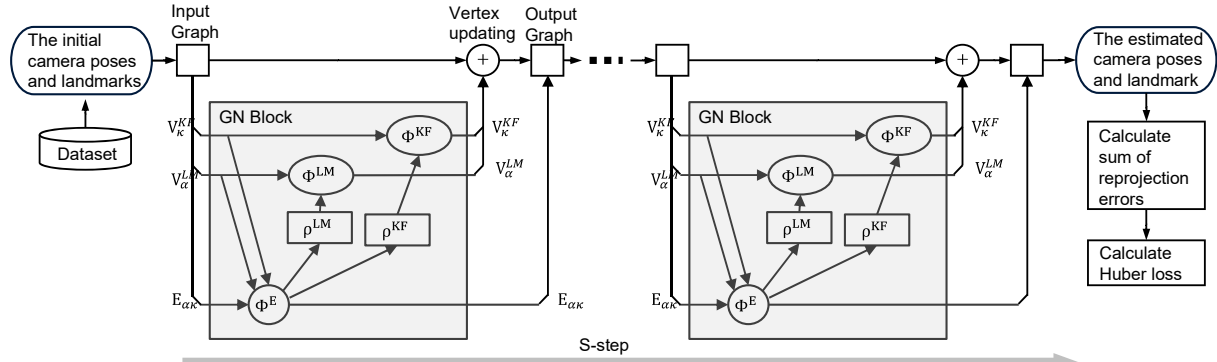 Input
Graph
Vertex
updating
Output
Graph
The initial
camera poses
and landmarks
+
+
The estimated
camera poses
and landmark
Dataset
GN Block
V_κ^KF
Φ^KF
V_κ^KF
V_α^LM
Φ^LM
V_α^LM
ρ^LM
ρ^KF
E_ακ
Φ^E
E_ακ
GN Block
V_κ^KF
Φ^KF
V_κ^KF
V_α^LM
Φ^LM
V_α^LM
ρ^LM
ρ^KF
E_ακ
Φ^E
Calculate
sum of
reprojection
errors
Calculate
Huber loss
S-step